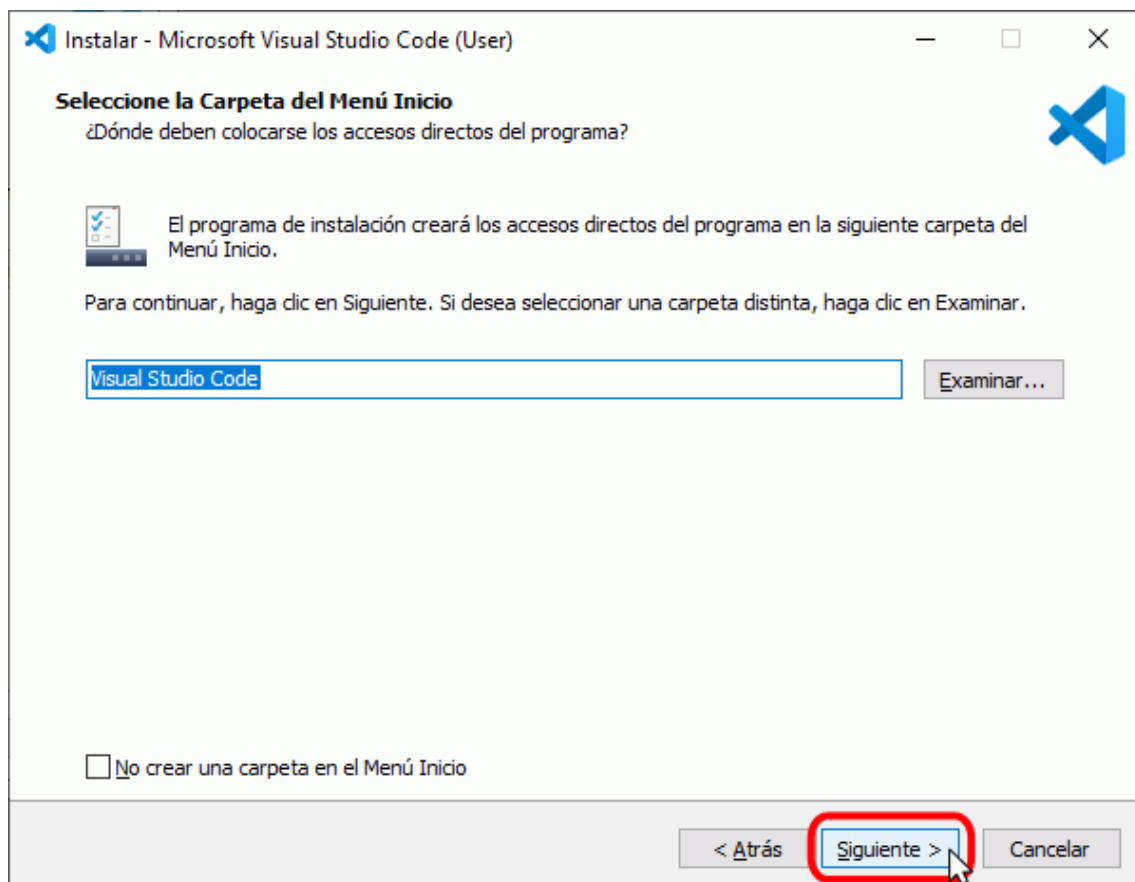 Instalar - Microsoft Visual Studio Code (User)
Seleccione la Carpeta del Menú Inicio
¿Dónde deben colocarse los accesos directos del programa?
El programa de instalación creará los accesos directos del programa en la siguiente carpeta del
Menú Inicio.
Para continuar, haga clic en Siguiente. Si desea seleccionar una carpeta distinta, haga clic en Examinar.
Visual Studio Code
Examinar...
No crear una carpeta en el Menú Inicio
< Atrás
Siguiente >
Cancelar